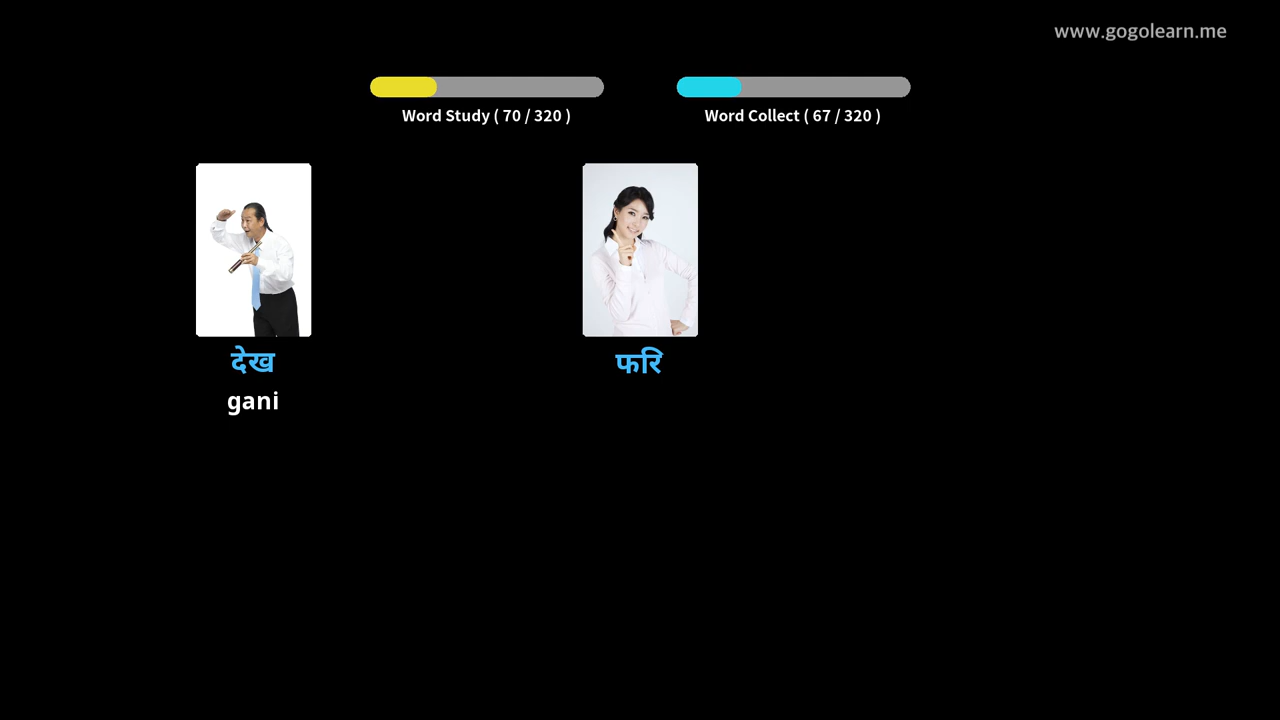 www.gogolearn.me
Word Study ( 70 / 320 )
Word Collect ( 67 / 320 )
देख
फरि
gani